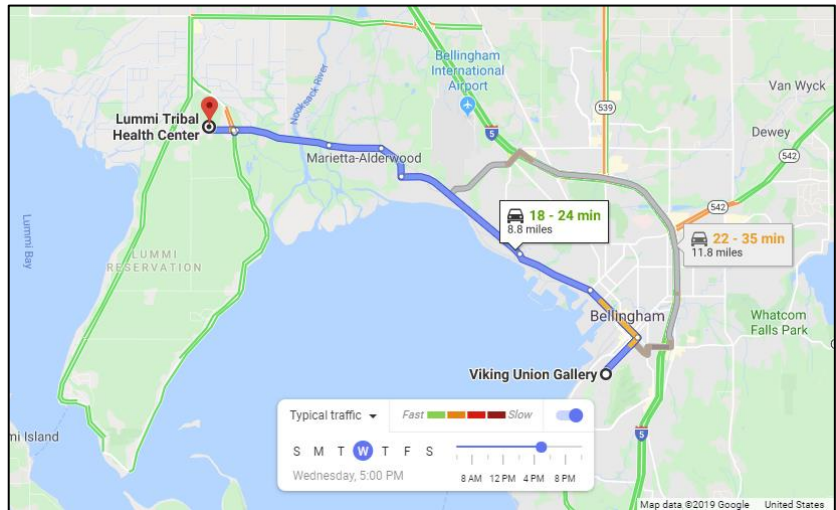 Bellingham
International
Airport
539
Van Wyck
Lummi Tribal
Health Center
Nooksack River
5
Dewey
542
Marietta-Alderwood
542
18 - 24 min
8.8 miles
22 - 35 min
11.8 miles
Lummi
Bay
LUMMI
RESERVATION
Bellingham
Whatcom
Falls Park
Viking Union Gallery
Typical traffic
Fast
Slow
mi Island
S M T W T F S
5
Wednesday, 5:00 PM
8 AM 12 PM 4 PM 8 PM
Map data ©2019 Google United States